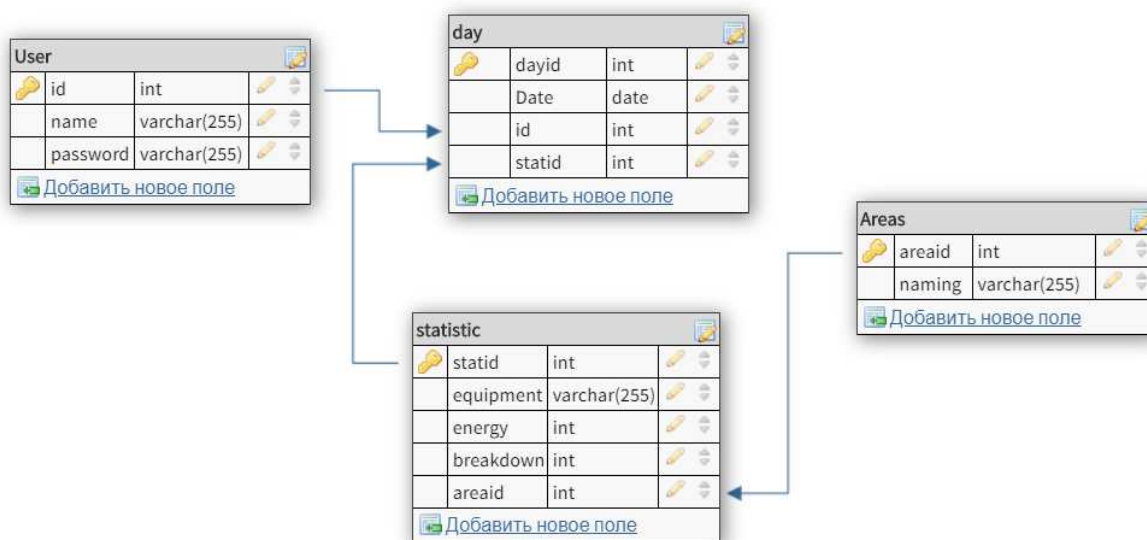 User
id int
name varchar(255)
password varchar(255)
Добавить новое поле
day
dayid int
Date date
id int
statid int
Добавить новое поле
Areas
areaid int
naming varchar(255)
Добавить новое поле
statistic
statid int
equipment varchar(255)
energy int
breakdown int
areaid int
Добавить новое поле